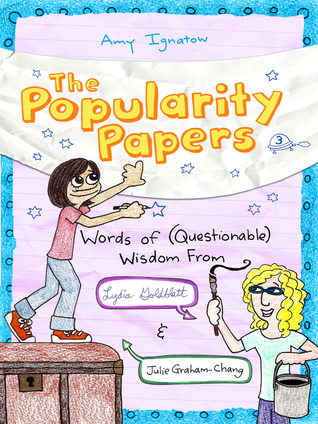 Amy Ignatow
The
Popularity
Papers
3
Words of (Questionable)
Wisdom From
Lydia Goldblatt
&
Julie Graham-Chang